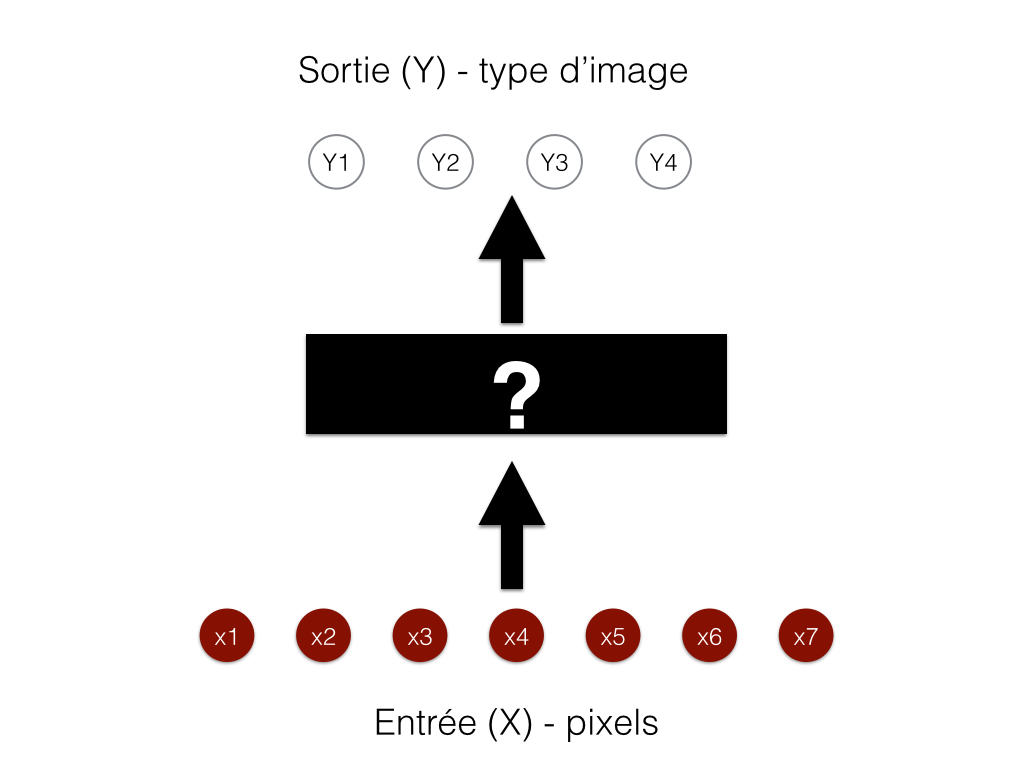 Sortie (Y) - type d’image
Y1 Y2 Y3 Y4
?
x1 x2 x3 x4 x5 x6 x7
Entrée (X) - pixels